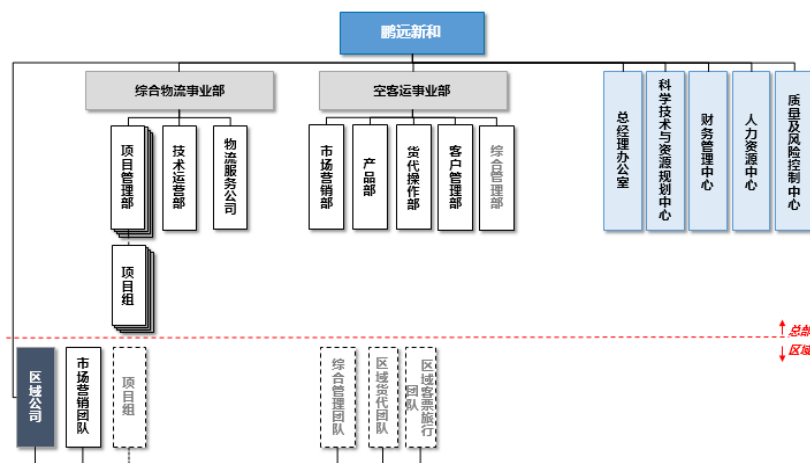 鹏远新和
综合物流事业部
空客运事业部
项目管理部
技术运营部
物流服务公司
市场营销部
产品部
货代操作部
客户管理部
综合管理部
总经理办公室
科学技术与资源规划中心
财务管理中心
人力资源中心
质量及风险控制中心
项目组
总部
区域
区域公司
市场营销团队
项目组
综合管理团队
区域货代团队
区域客票旅行
团队